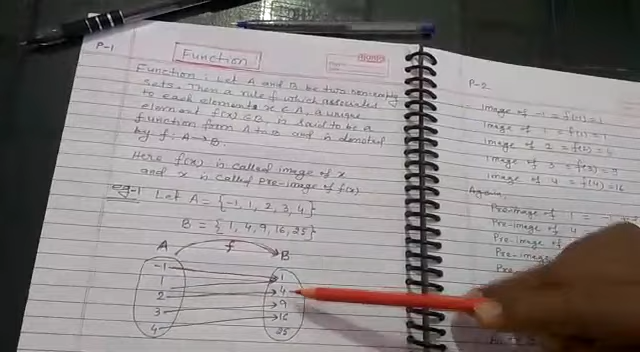 P-1
Function :
Function : Let A and B be two non-empty
sets. Then a rule f which associates
to each element x ∈ A, a unique
element f(x) ∈ B, is said to be a
function from A to B and is denoted
by f: A → B.
Here f(x) is called image of x
and x is called pre-image of f(x)
eg-1 Let A = {-1, 1, 2, 3, 4}
B = {1, 4, 9, 16, 25}
A f B
-1 1
1 4
2 9
3 16
4 25
P-2
Image of -1 = f(-1) = 1
Image of 1 = f(1) = 1
Image of 2 = f(2) = 4
Image of 3 = f(3) = 9
Image of 4 = f(4) = 16
Again,
Pre-image of 1 =
Pre-image of 4
Pre-image of
Pre-image
Pre